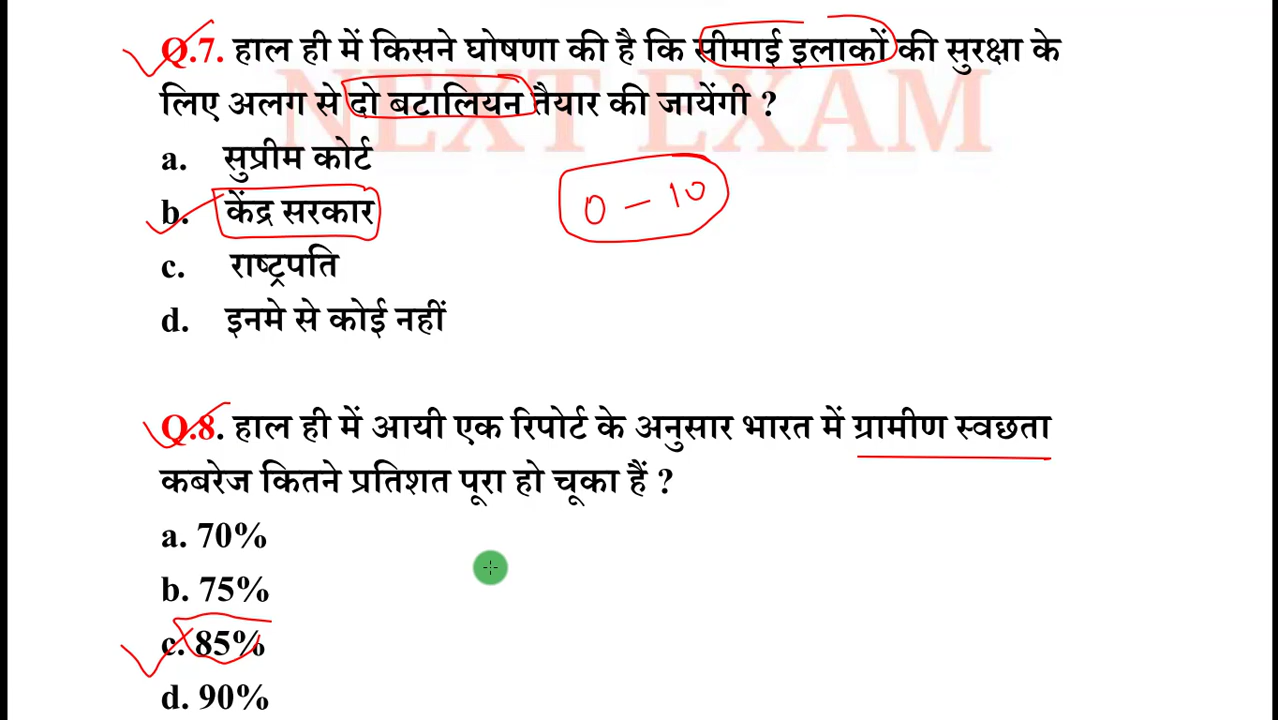 Q.7. हाल ही में किसने घोषणा की है कि सीमाई इलाकों की सुरक्षा के
लिए अलग से दो बटालियन तैयार की जायेंगी ?
NEXT EXAM
a. सुप्रीम कोर्ट
b. केंद्र सरकार
0 – 10
c. राष्ट्रपति
d. इनमे से कोई नहीं
Q.8. हाल ही में आयी एक रिपोर्ट के अनुसार भारत में ग्रामीण स्वछता
कबरेज कितने प्रतिशत पूरा हो चूका हैं ?
a. 70%
b. 75%
c. 85%
d. 90%